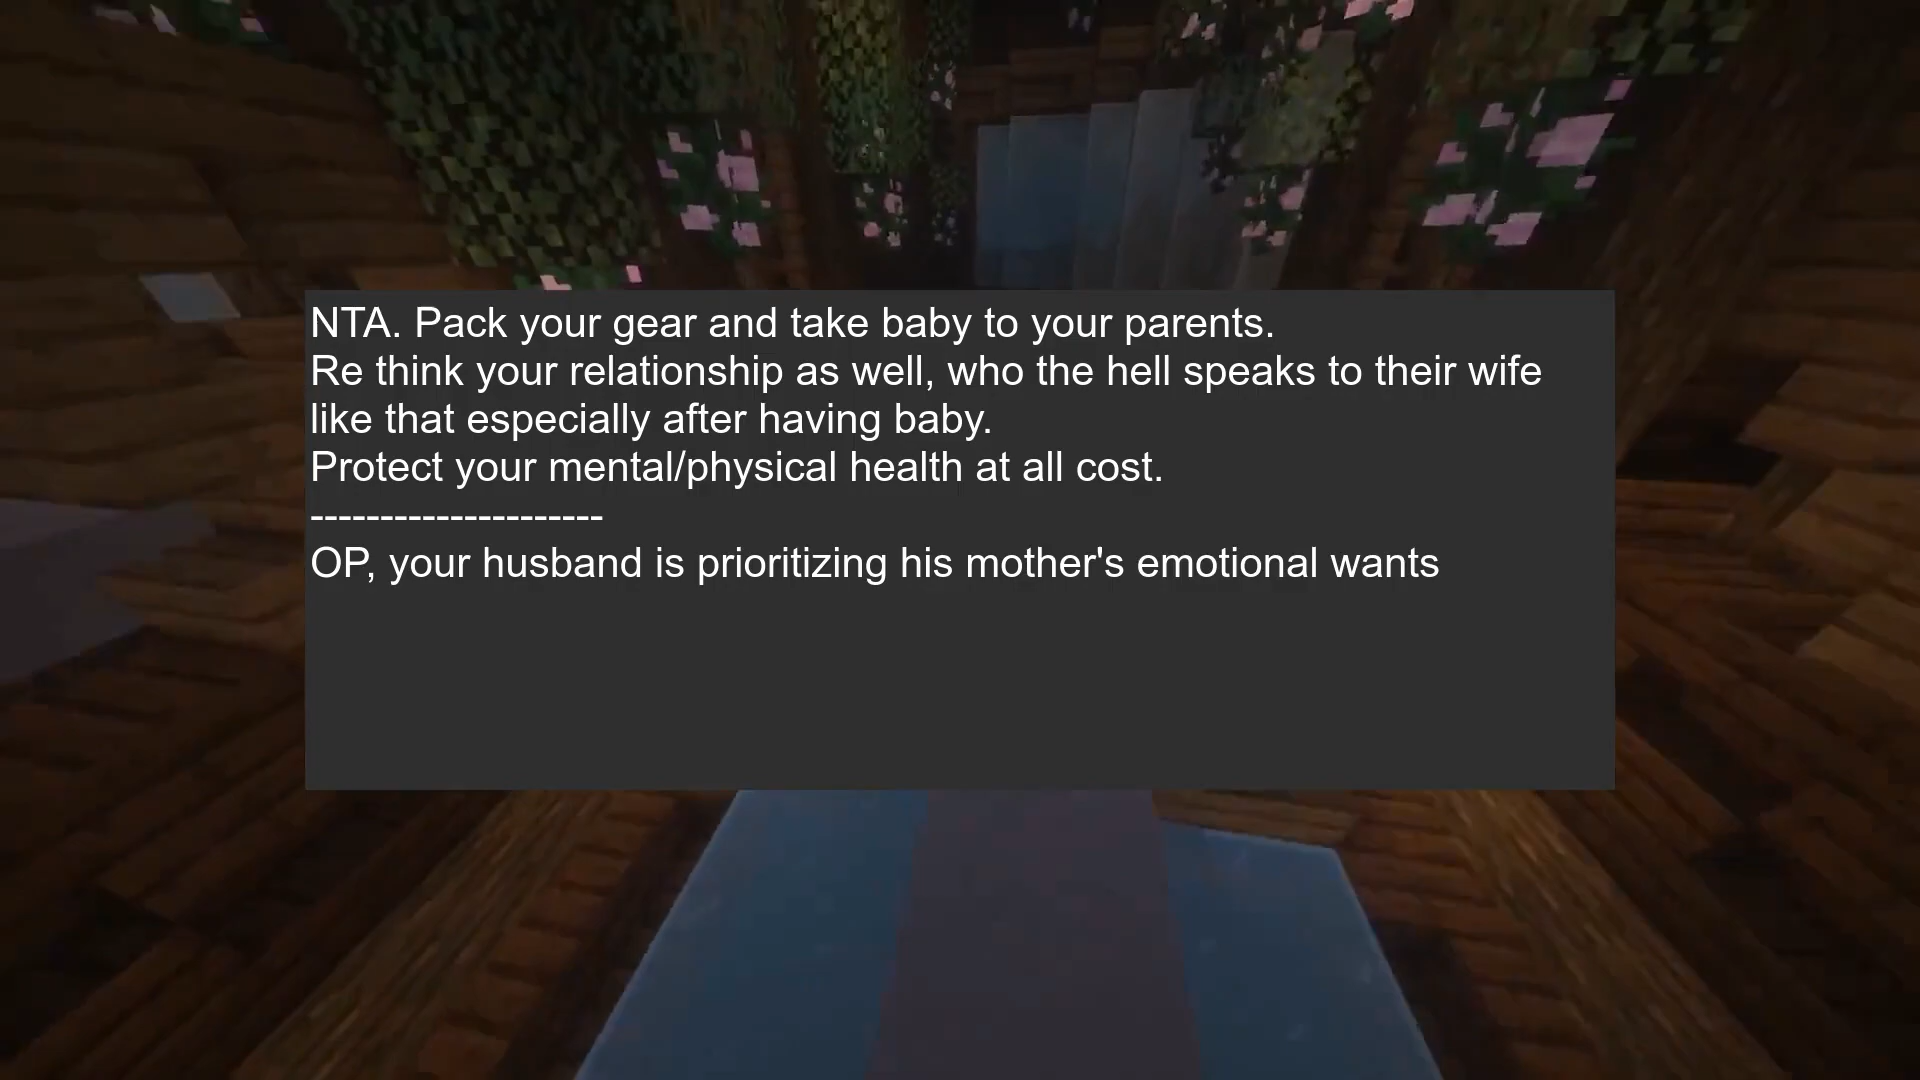 NTA. Pack your gear and take baby to your parents.
Re think your relationship as well, who the hell speaks to their wife
like that especially after having baby.
Protect your mental/physical health at all cost.
---------------------
OP, your husband is prioritizing his mother's emotional wants